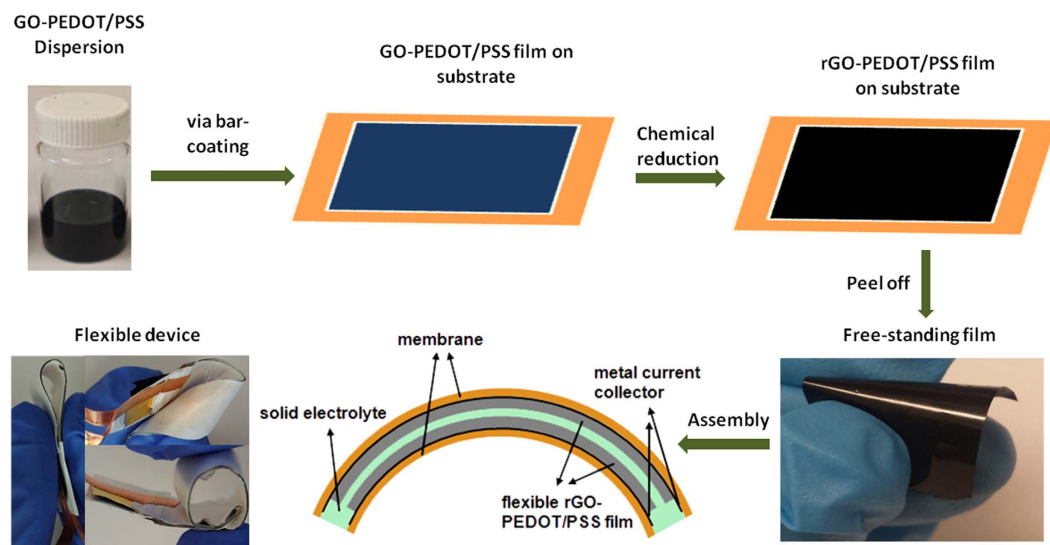 GO-PEDOT/PSS
Dispersion
via bar-
coating
GO-PEDOT/PSS film on
substrate
Chemical
reduction
rGO-PEDOT/PSS film
on substrate
Peel off
Free-standing film
Assembly
metal current
collector
membrane
solid electrolyte
flexible rGO-
PEDOT/PSS film
Flexible device